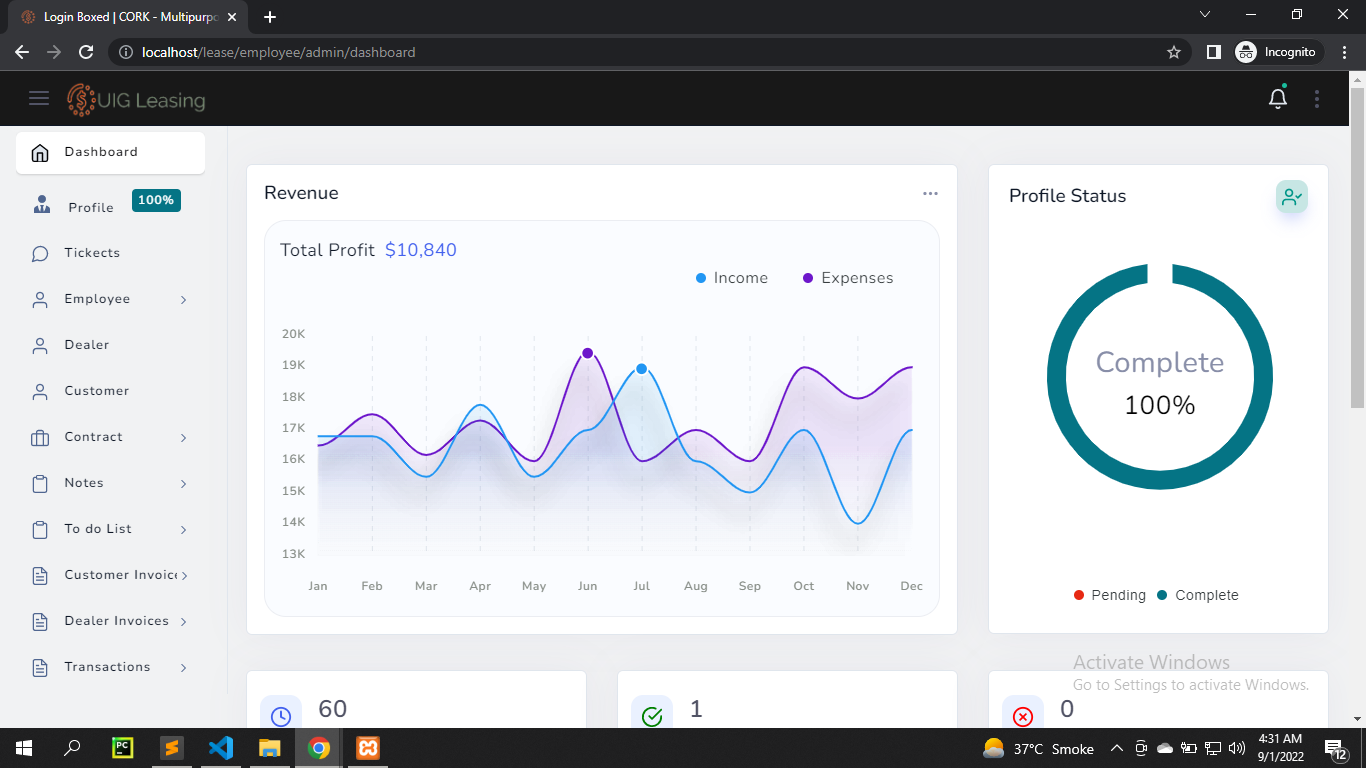 Login Boxed | CORK - Multipurpo
localhost/lease/employee/admin/dashboard
Incognito
UIG Leasing
Dashboard
Profile 100%
Tickects
Employee
Dealer
Customer
Contract
Notes
To do List
Customer Invoice
Dealer Invoices
Transactions
Revenue
Total Profit $10,840
Income Expenses
20K
19K
18K
17K
16K
15K
14K
13K
Jan Feb Mar Apr May Jun Jul Aug Sep Oct Nov Dec
Profile Status
Complete
100%
Pending Complete
60
1
0
Activate Windows
Go to Settings to activate Windows.
PC
37°C Smoke
4:31 AM
9/1/2022
12